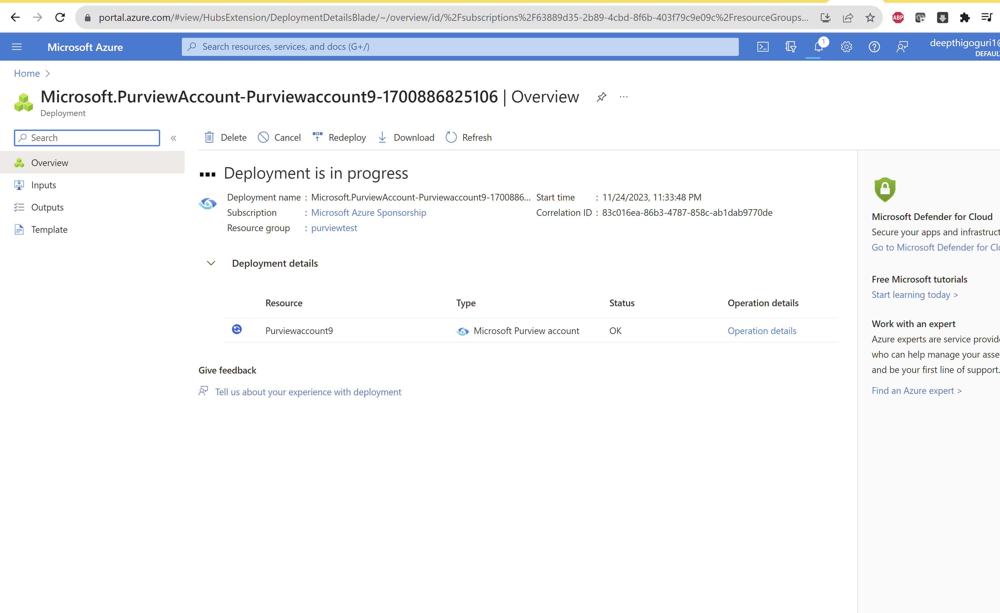 portal.azure.com/#view/HubsExtension/DeploymentDetailsBlade/~/overview/id/%2Fsubscriptions%2F63889d35-2b89-4cbd-8f6b-403f79c9e09c%2FresourceGroups...
ABP
Microsoft Azure
Search resources, services, and docs (G+/)
1
deepthigoguri1@
DEFAUL
Home
Microsoft.PurviewAccount-Purviewaccount9-1700886825106 | Overview
Deployment
Search
Delete
Cancel
Redeploy
Download
Refresh
Overview
Inputs
Outputs
Template
Deployment is in progress
Deployment name : Microsoft.PurviewAccount-Purviewaccount9-1700886...
Subscription : Microsoft Azure Sponsorship
Resource group : purviewtest
Start time : 11/24/2023, 11:33:48 PM
Correlation ID : 83c016ea-86b3-4787-858c-ab1dab9770de
Deployment details
Resource Type Status Operation details
Purviewaccount9 Microsoft Purview account OK Operation details
Give feedback
Tell us about your experience with deployment
Microsoft Defender for Cloud
Secure your apps and infrastruct
Go to Microsoft Defender for Clo
Free Microsoft tutorials
Start learning today >
Work with an expert
Azure experts are service provide
who can help manage your asse
and be your first line of support.
Find an Azure expert >